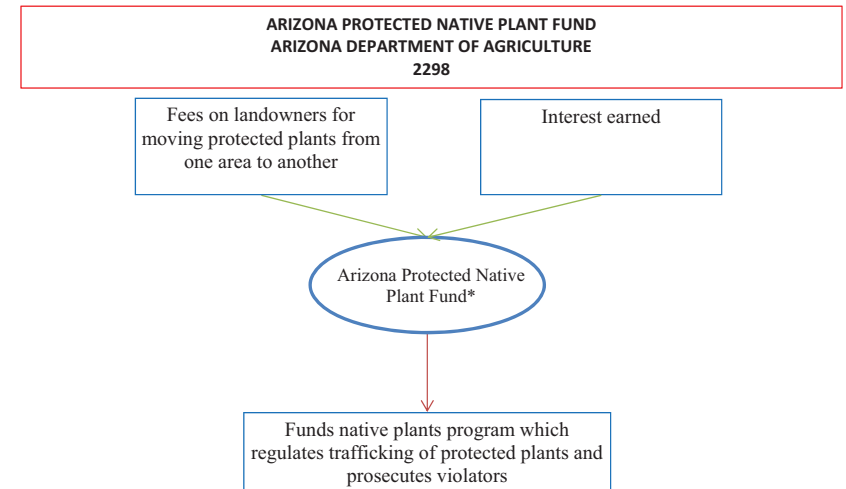 ARIZONA PROTECTED NATIVE PLANT FUND
ARIZONA DEPARTMENT OF AGRICULTURE
2298
Fees on landowners for
moving protected plants from
one area to another
Interest earned
Arizona Protected Native
Plant Fund*
Funds native plants program which
regulates trafficking of protected plants and
prosecutes violators